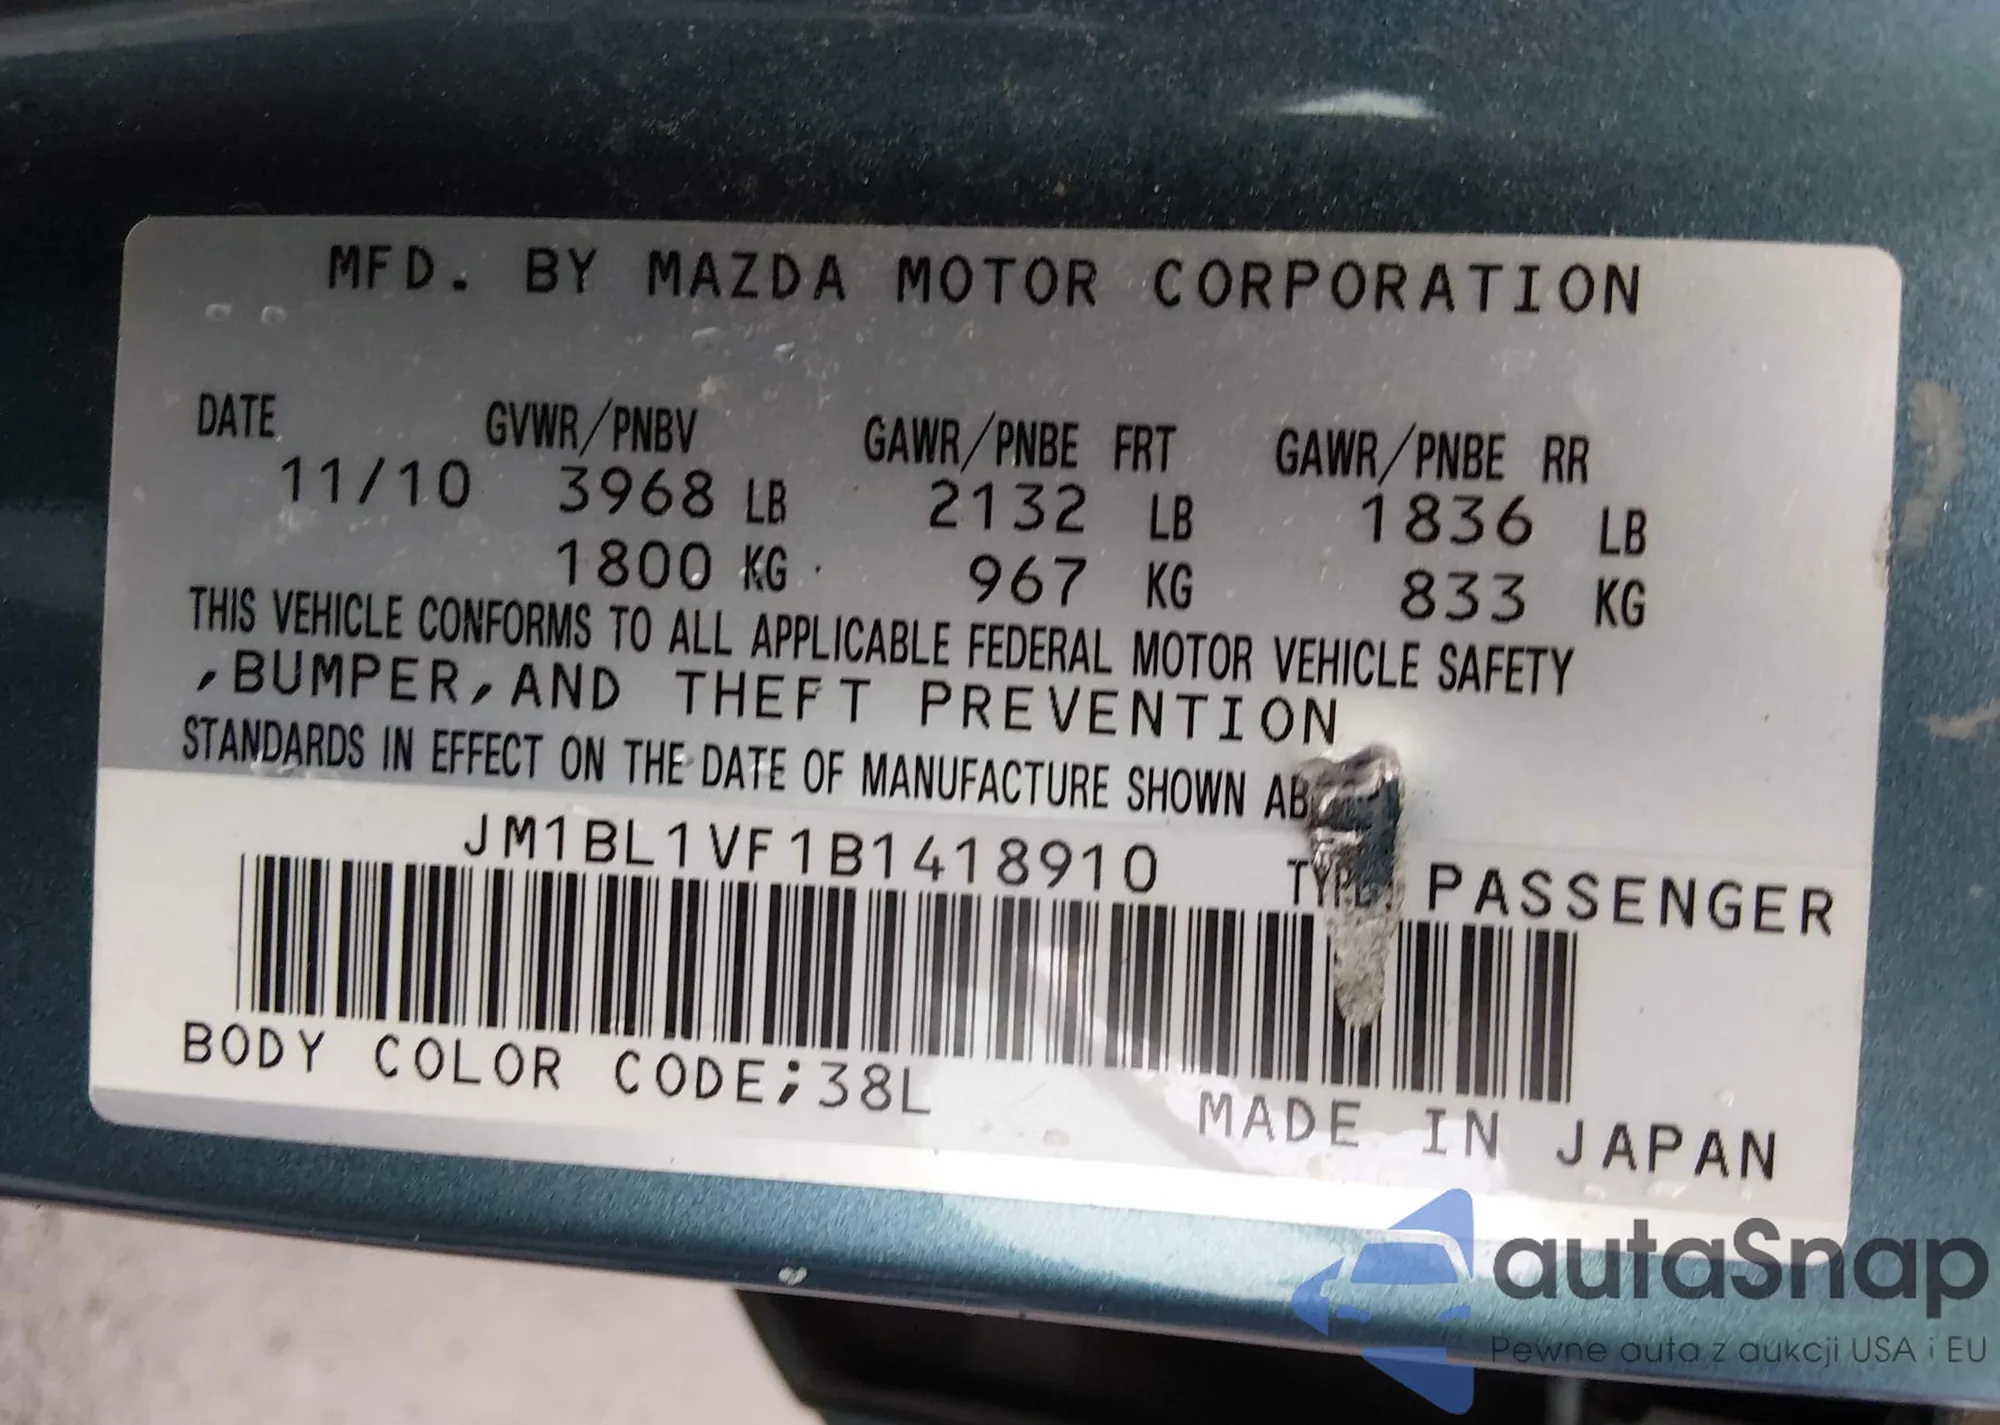 MFD. BY MAZDA MOTOR CORPORATION
DATE GVWR/PNBV GAWR/PNBE FRT GAWR/PNBE RR
11/10 3968 LB 2132 LB 1836 LB
1800 KG 967 KG 833 KG
THIS VEHICLE CONFORMS TO ALL APPLICABLE FEDERAL MOTOR VEHICLE SAFETY
,BUMPER,AND THEFT PREVENTION
STANDARDS IN EFFECT ON THE DATE OF MANUFACTURE SHOWN AB
JM1BL1VF1B1418910 TYPE: PASSENGER
BODY COLOR CODE;38L
MADE IN JAPAN
autaSnap
Pewne auta z aukcji USA i EU